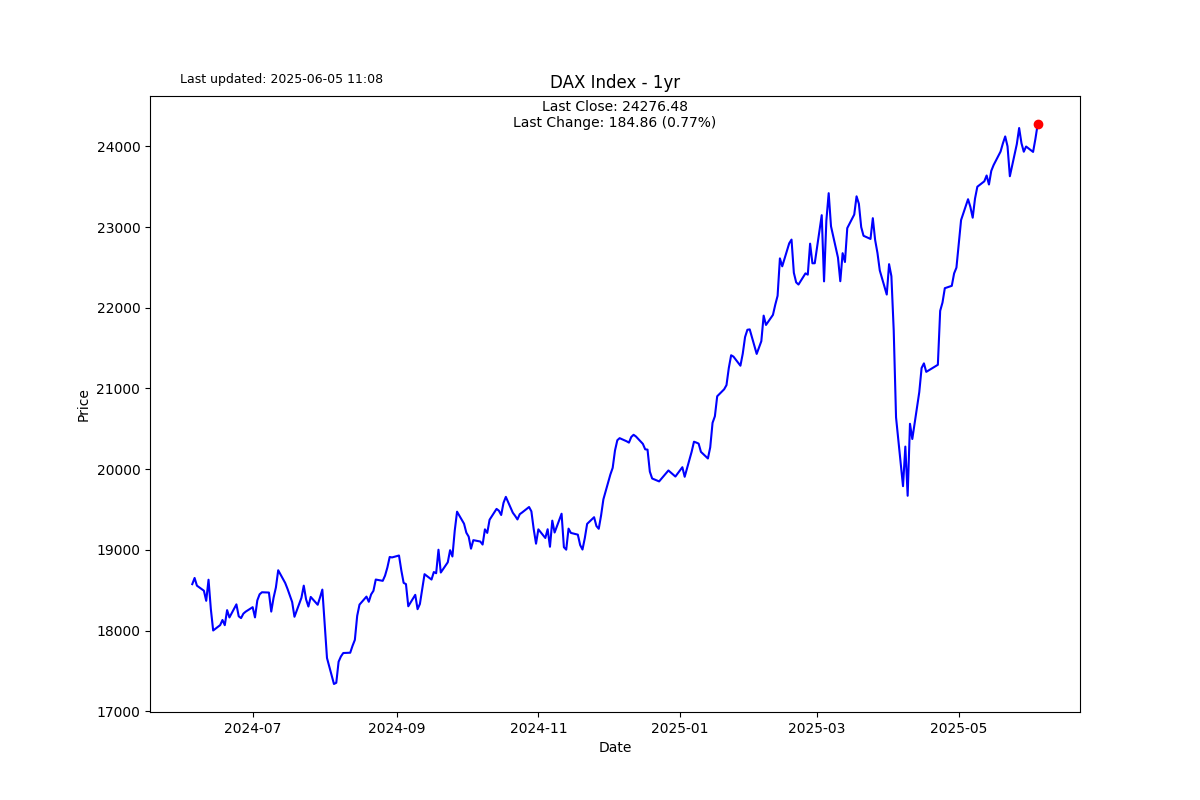 Last updated: 2025-06-05 11:08
DAX Index - 1yr
Last Close: 24276.48
Last Change: 184.86 (0.77%)
24000
23000
22000
21000
20000
19000
18000
17000
Price
2024-07
2024-09
2024-11
2025-01
2025-03
2025-05
Date